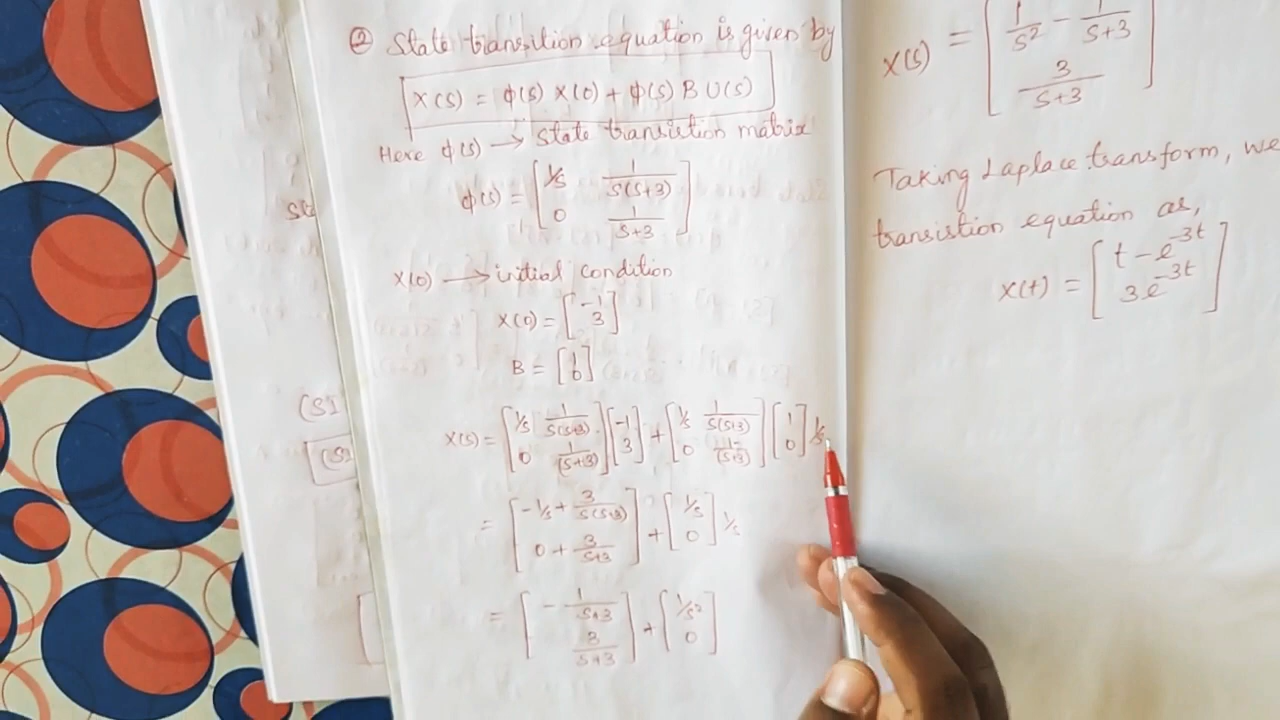 ② State transition equation is given by
X(s) = φ(s) X(0) + φ(s) B U(s)
Here φ(s) → state transistion matrix
φ(s) = [1/s 1/s(s+3)
0 1/s+3]
X(0) → initial condition
X(0) = [-1
3]
B = [1
0]
X(s) = [1/s 1/s(s+3) 0 1/(s+3)] [-1 3] + [1/s 1/s(s+3) 0 1/(s+3)] [1 0] 1/s
= [-1/s + 3/s(s+3) 0 + 3/s+3] + [1/s 0] 1/s
= [-1/s+3 3/s+3] + [1/s² 0]
X(s) = [1/s² - 1/s+3
3/s+3]
Taking Laplace transform, we
transistion equation as,
x(t) = [t - e^-3t
3e^-3t]
(S1